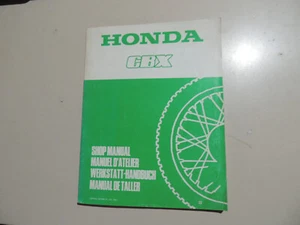 HONDA
CBX
SHOP MANUAL
MANUEL D'ATELIER
WERKSTATT-HANDBUCH
MANUAL DE TALLER